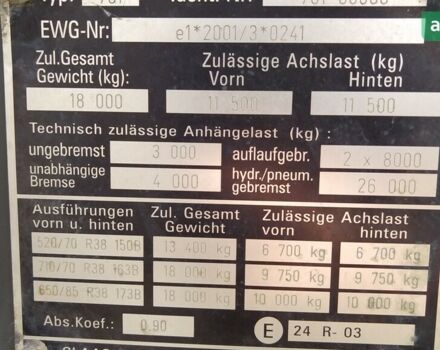 EWG-Nr: e1*2001/3*0241
Zul.Gesamt Gewicht (kg): Zulässige Achslast (kg)
Vorn Hinten
18 000 11 500 11 500
Technisch zulässige Anhängelast (kg) :
ungebremst 3 000 auflaufgebr. 2 x 8000
unabhängige Bremse 4 000 hydr./pneum. gebremst 26 000
Ausführungen vorn u. hinten Zul. Gesamt Gewicht Zulässige Achslast vorn hinten
520/70 R38 150B 13 400 kg 6 700 kg 6 700 kg
710/70 R38 163B 18 000 kg 9 750 kg 9 750 kg
650/85 R38 173B 18 000 kg 10 000 kg 10 000 kg
Abs.Koef.: 0.90 E 24 R- 03